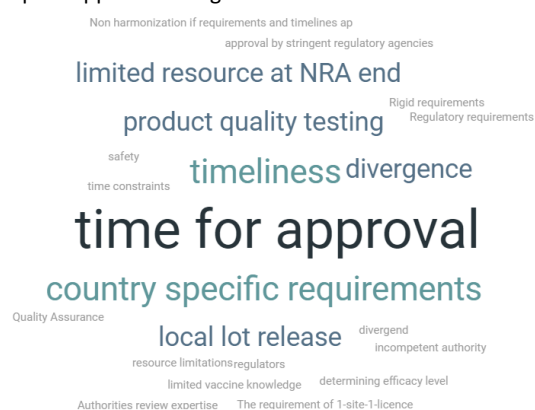 Non harmonization if requirements and timelines ap
approval by stringent regulatory agencies
limited resource at NRA end
Rigid requirements
product quality testing
Regulatory requirements
safety
timeliness
divergence
time constraints
time for approval
country specific requirements
Quality Assurance
local lot release
divergend
incompetent authority
resource limitations
regulators
limited vaccine knowledge
determining efficacy level
Authorities review expertise
The requirement of 1-site-1-licence